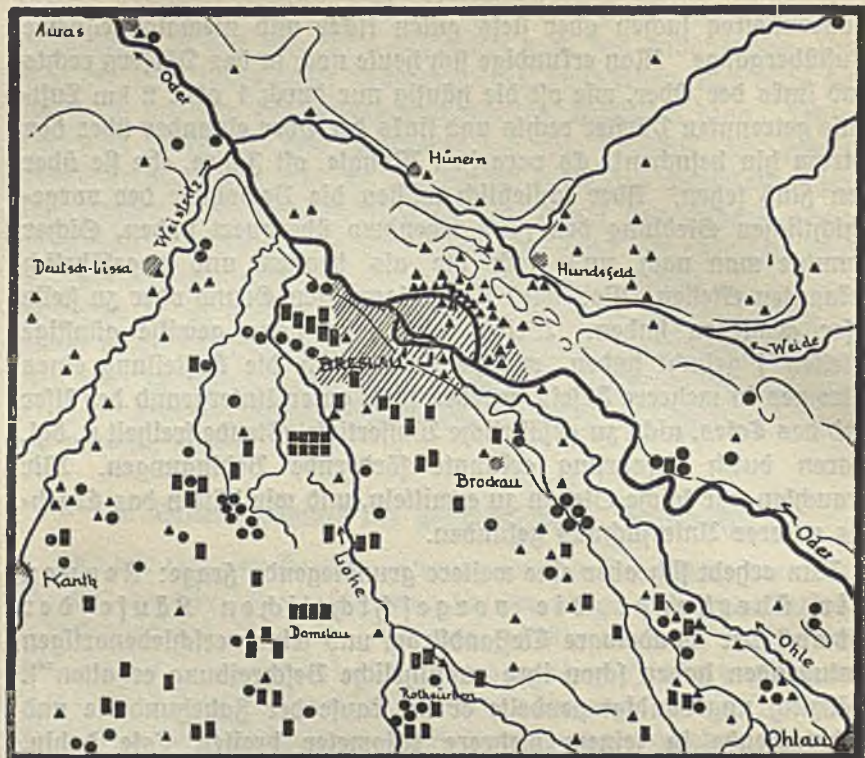 Auras
Oder
Hünern
Weistritz
Deutsch-Lissa
Hundsfeld
Weide
BRESLAU
Brockau
Oder
Lohe
Kanth
Domslau
Ohle
Rothsürben
Ohlau